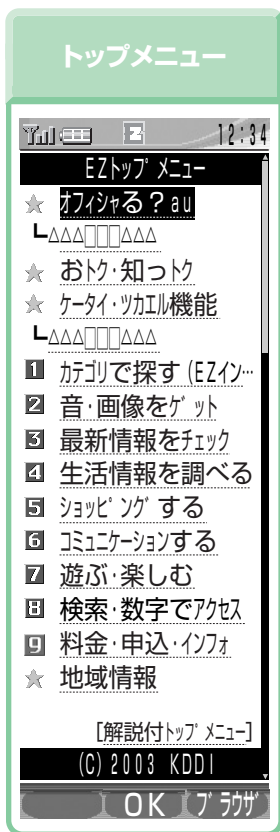 トップメニュー
12:34
EZトップメニュー
☆ オフィシャる?au
┗△△△□□□△△△
☆ おトク・知っトク
☆ ケータイ・ツカエル機能
┗△△△□□□△△△
1 カテゴリで探す(EZイン…
2 音・画像をゲット
3 最新情報をチェック
4 生活情報を調べる
5 ショッピングする
6 コミュニケーションする
7 遊ぶ・楽しむ
8 検索・数字でアクセス
9 料金・申込・インフォ
☆ 地域情報
[解説付トップメニュー]
(C) 2003 KDDI
OK ブラウザ